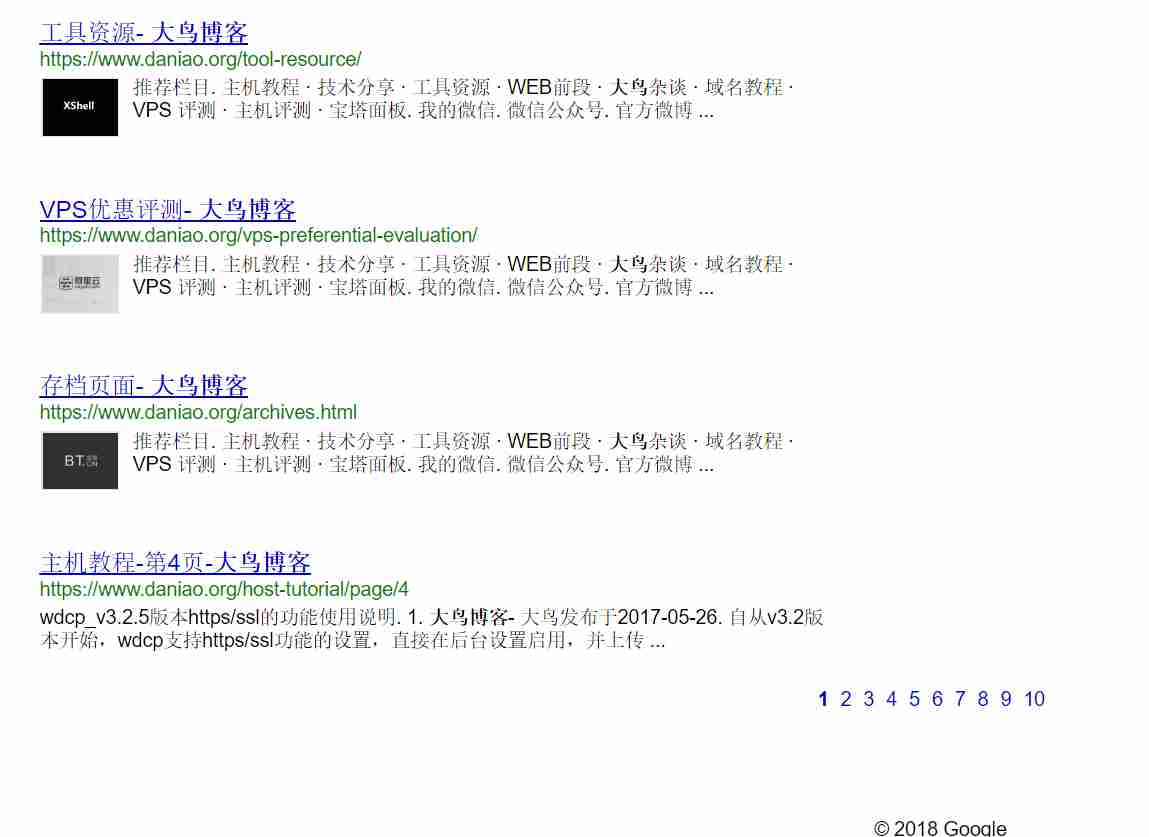 工具资源- 大鸟博客
https://www.daniao.org/tool-resource/
XShell
推荐栏目. 主机教程 · 技术分享 · 工具资源 · WEB前段 · 大鸟杂谈 · 域名教程 ·
VPS 评测 · 主机评测 · 宝塔面板. 我的微信. 微信公众号. 官方微博 ...
VPS优惠评测- 大鸟博客
https://www.daniao.org/vps-preferential-evaluation/
阿里云
推荐栏目. 主机教程 · 技术分享 · 工具资源 · WEB前段 · 大鸟杂谈 · 域名教程 ·
VPS 评测 · 主机评测 · 宝塔面板. 我的微信. 微信公众号. 官方微博 ...
存档页面- 大鸟博客
https://www.daniao.org/archives.html
BT.CN
推荐栏目. 主机教程 · 技术分享 · 工具资源 · WEB前段 · 大鸟杂谈 · 域名教程 ·
VPS 评测 · 主机评测 · 宝塔面板. 我的微信. 微信公众号. 官方微博 ...
主机教程-第4页-大鸟博客
https://www.daniao.org/host-tutorial/page/4
wdcp_v3.2.5版本https/ssl的功能使用说明. 1. 大鸟博客- 大鸟发布于2017-05-26. 自从v3.2版
本开始，wdcp支持https/ssl功能的设置，直接在后台设置启用，并上传 ...
1 2 3 4 5 6 7 8 9 10
© 2018 Google